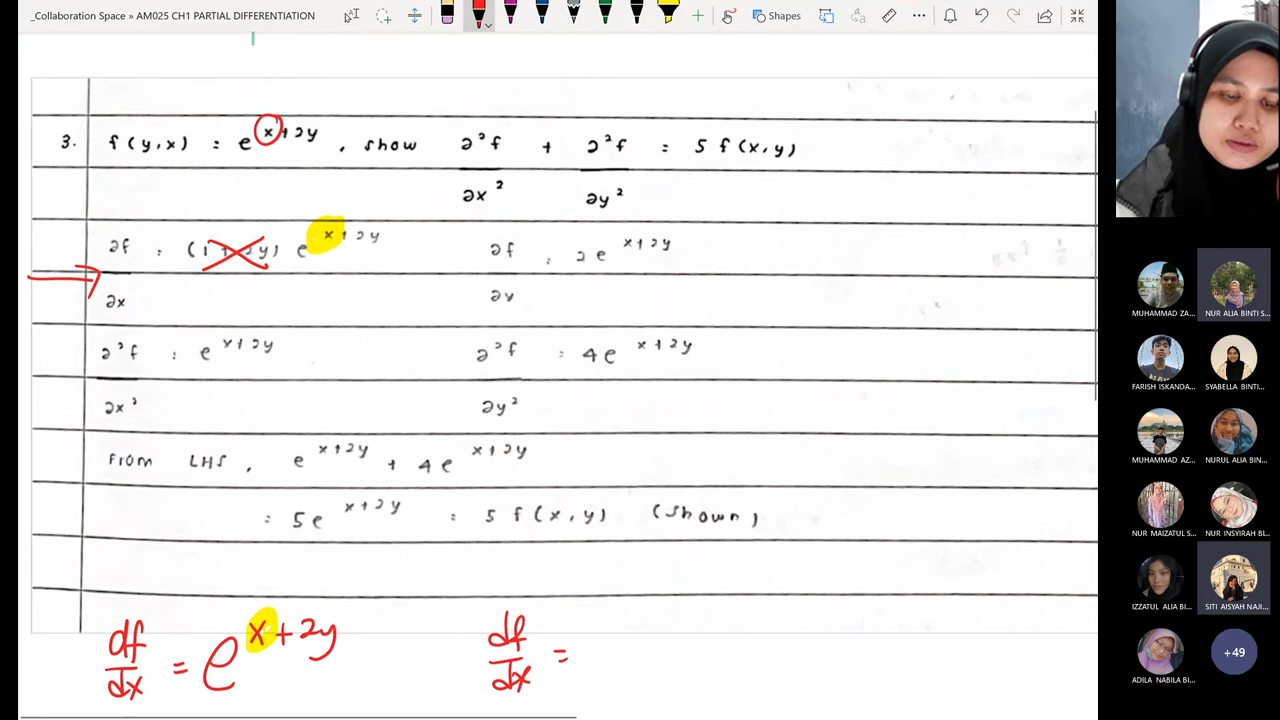 _Collaboration Space » AM025 CH1 PARTIAL DIFFERENTIATION
Shapes
3. f(y,x) = e^{x+2y} , show ∂²f/∂x² + ∂²f/∂y² = 5 f(x,y)
∂f/∂x = (1+2y) e^{x+2y} ∂f/∂y = 2e^{x+2y}
∂²f/∂x² = e^{x+2y} ∂²f/∂y² = 4e^{x+2y}
From LHS, e^{x+2y} + 4e^{x+2y}
= 5e^{x+2y} = 5 f(x,y) (shown)
df/dx = e^{x+2y} df/dx =
MUHAMMAD ZA...
NUR ALIA BINTI S...
FARISH ISKANDA...
SYABELLA BINTI...
MUHAMMAD AZ...
NURUL ALIA BIN...
NUR MAIZATUL S...
NUR INSYIRAH BI...
IZZATUL ALIA BI...
SITI AISYAH NAJI...
ADILA NABILA BI...
+49